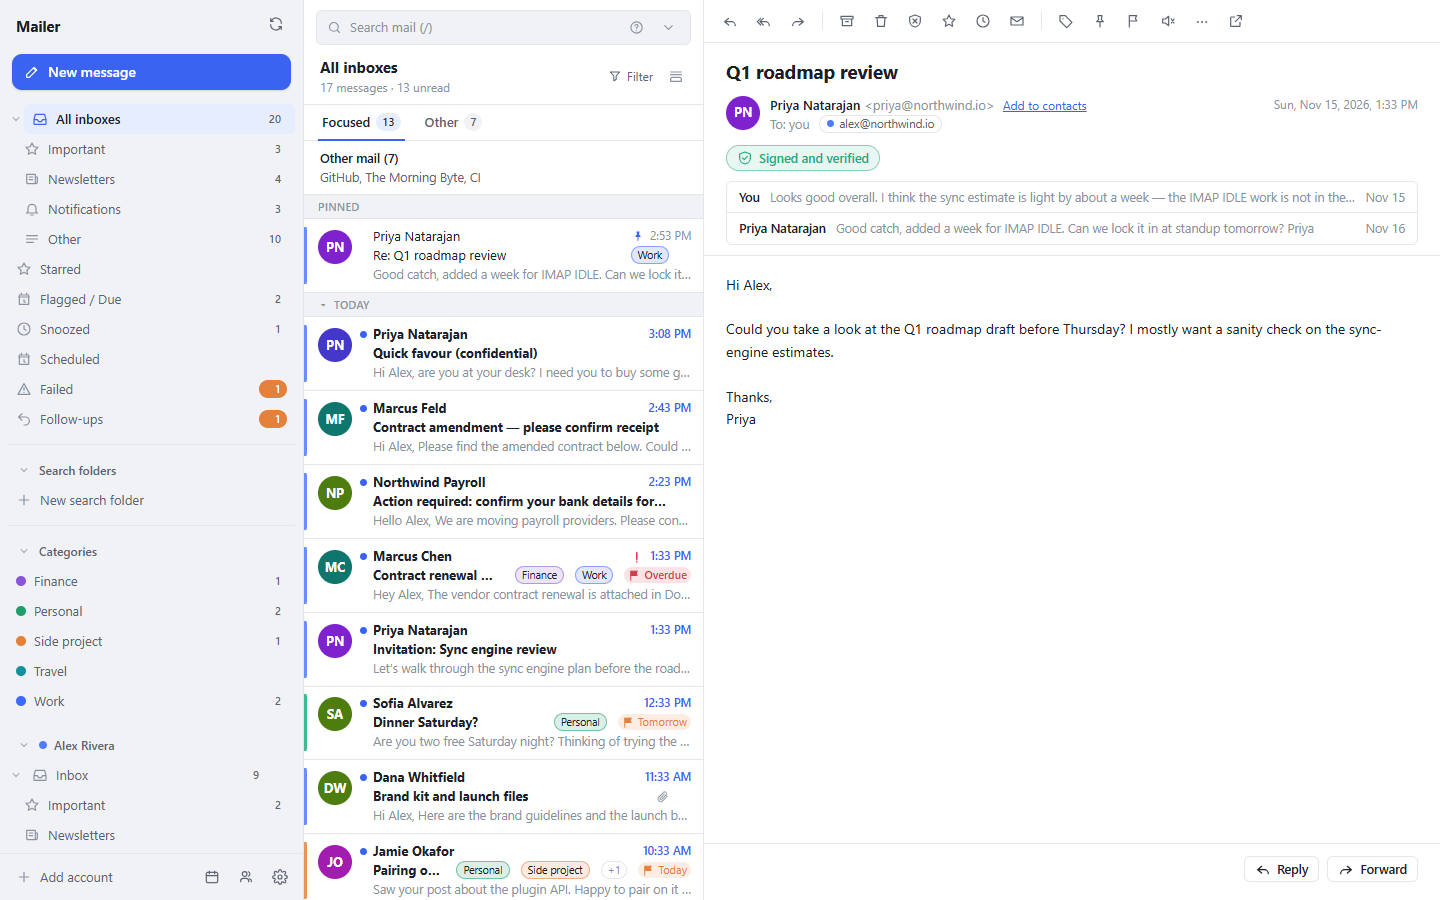 Mailer
New message
All inboxes 20
Important 3
Newsletters 4
Notifications 3
Other 10
Starred
Flagged / Due 2
Snoozed 1
Scheduled
Failed 1
Follow-ups 1
Search folders
New search folder
Categories
Finance 1
Personal 2
Side project 1
Travel
Work 2
Alex Rivera
Inbox 9
Important 2
Newsletters
Add account
Search mail (/)
All inboxes
17 messages · 13 unread
Filter
Focused 13 Other 7
Other mail (7)
GitHub, The Morning Byte, CI
PINNED
PN Priya Natarajan 2:53 PM
Re: Q1 roadmap review Work
Good catch, added a week for IMAP IDLE. Can we lock it...
TODAY
PN Priya Natarajan 3:08 PM
Quick favour (confidential)
Hi Alex, are you at your desk? I need you to buy some g...
MF Marcus Feld 2:43 PM
Contract amendment — please confirm receipt
Hi Alex, Please find the amended contract below. Could ...
NP Northwind Payroll 2:23 PM
Action required: confirm your bank details for...
Hello Alex, We are moving payroll providers. Please con...
MC Marcus Chen ! 1:33 PM
Contract renewal ... Finance Work Overdue
Hey Alex, The vendor contract renewal is attached in Do...
PN Priya Natarajan 1:33 PM
Invitation: Sync engine review
Let's walk through the sync engine plan before the road...
SA Sofia Alvarez 12:33 PM
Dinner Saturday? Personal Tomorrow
Are you two free Saturday night? Thinking of trying the ...
DW Dana Whitfield 11:33 AM
Brand kit and launch files
Hi Alex, Here are the brand guidelines and the launch b...
JO Jamie Okafor 10:33 AM
Pairing o... Personal Side project +1 Today
Saw your post about the plugin API. Happy to pair on it ...
Q1 roadmap review
PN Priya Natarajan <priya@northwind.io> Add to contacts Sun, Nov 15, 2026, 1:33 PM
To: you alex@northwind.io
Signed and verified
You Looks good overall. I think the sync estimate is light by about a week — the IMAP IDLE work is not in the... Nov 15
Priya Natarajan Good catch, added a week for IMAP IDLE. Can we lock it in at standup tomorrow? Priya Nov 16
Hi Alex,
Could you take a look at the Q1 roadmap draft before Thursday? I mostly want a sanity check on the sync-
engine estimates.
Thanks,
Priya
Reply Forward